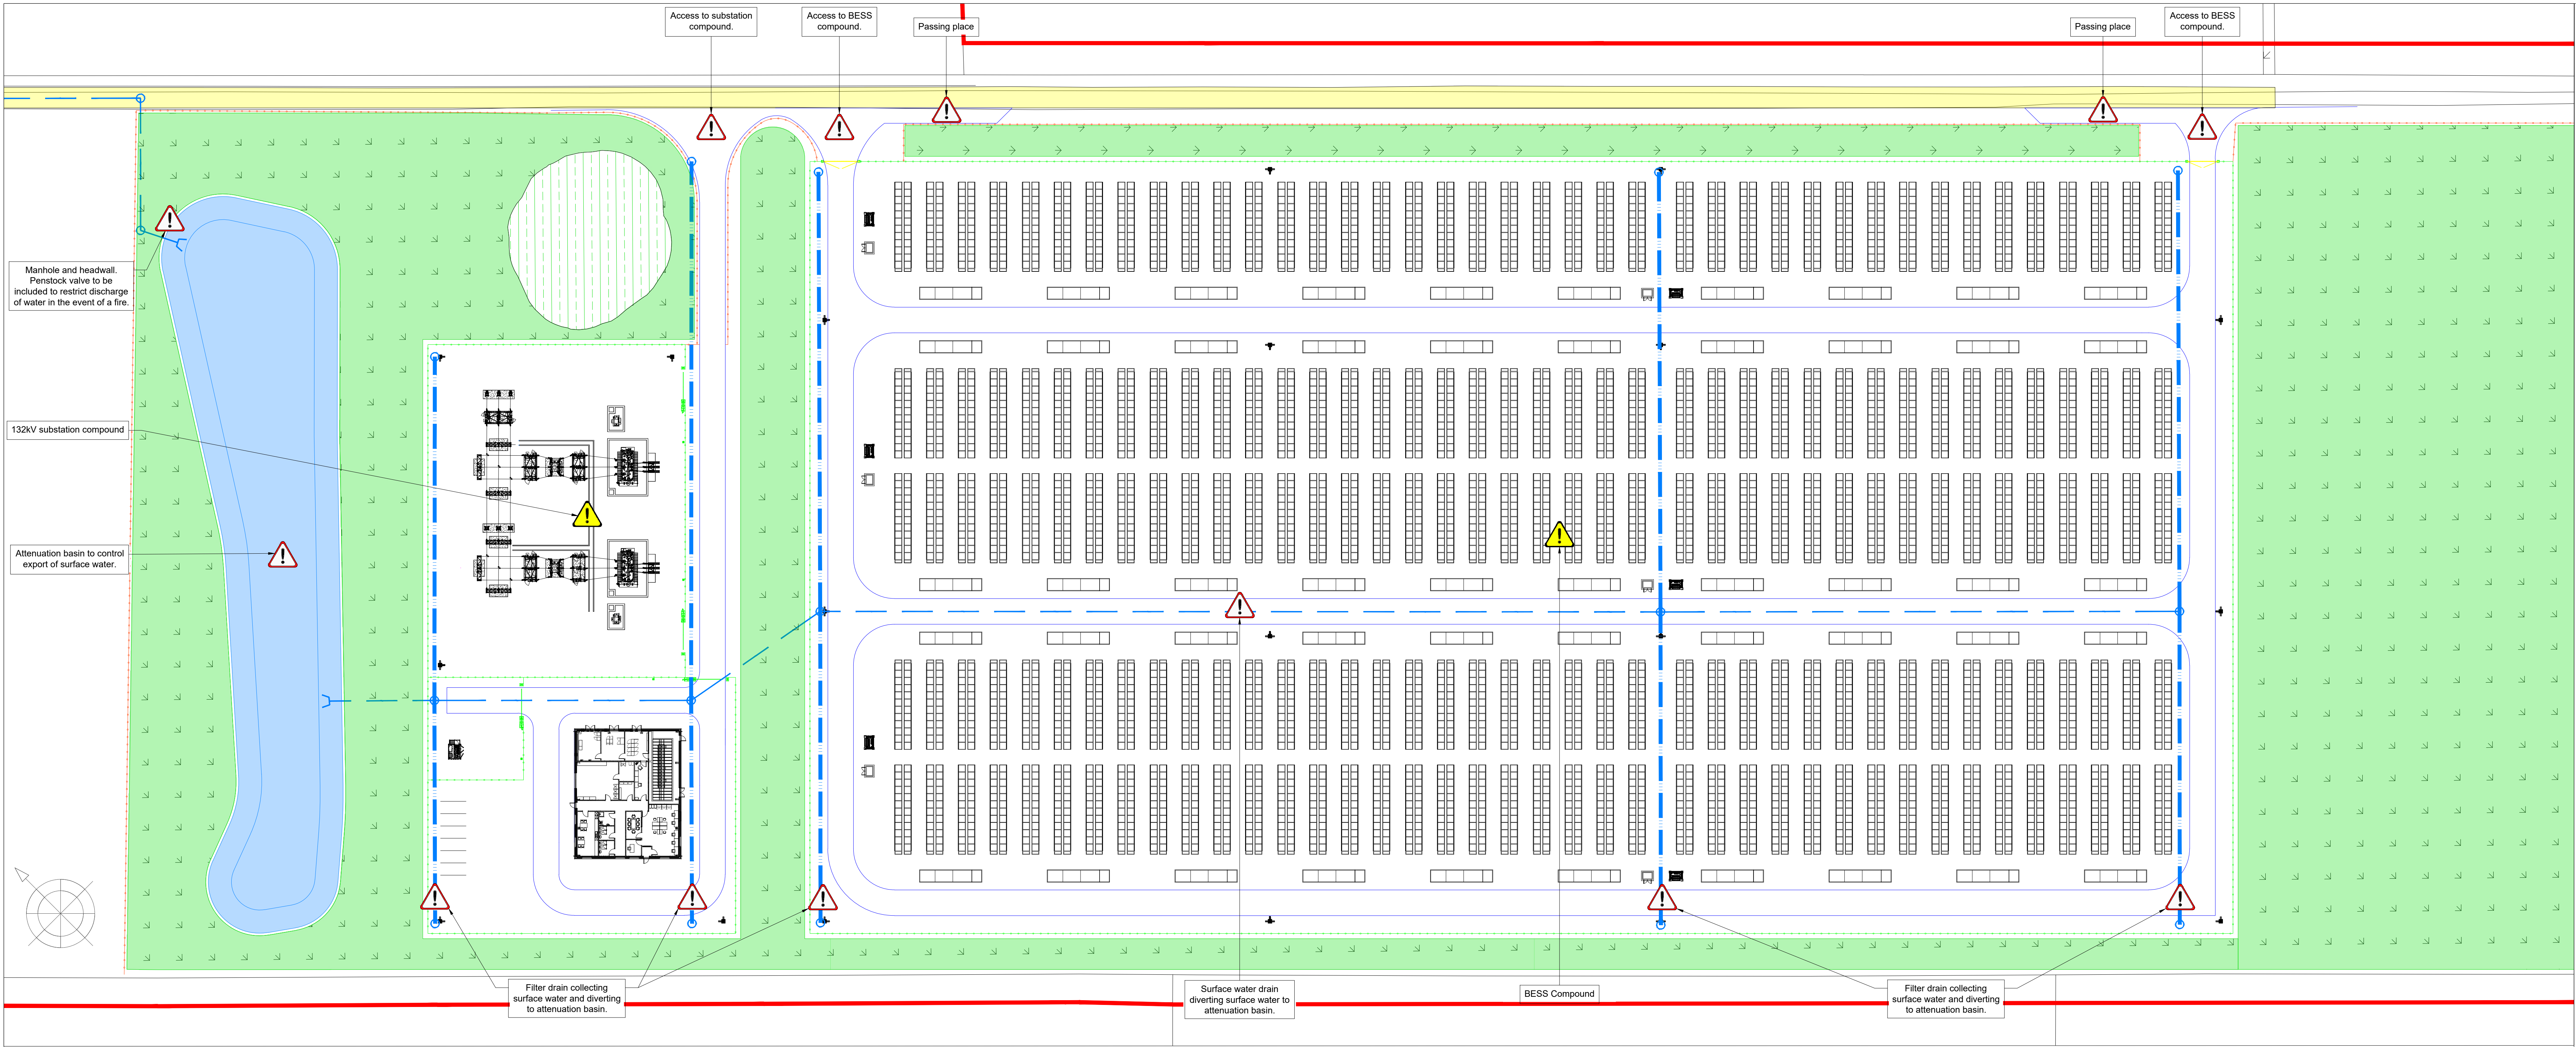 Access to substation
compound.
Access to BESS
compound.
Passing place
Passing place
Access to BESS
compound.
Manhole and headwall.
Penstock valve to be
included to restrict discharge
of water in the event of a fire.
132kV substation compound
Attenuation basin to control
export of surface water.
Filter drain collecting
surface water and diverting
to attenuation basin.
Surface water drain
diverting surface water to
attenuation basin.
BESS Compound
Filter drain collecting
surface water and diverting
to attenuation basin.